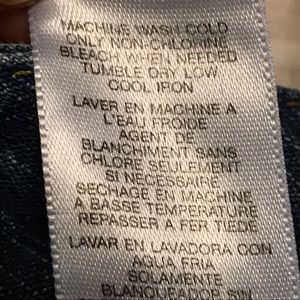 MACHINE WASH COLD
ONLY NON-CHLORINE
BLEACH WHEN NEEDED
TUMBLE DRY LOW
COOL IRON
LAVER EN MACHINE A
L'EAU FROIDE
AGENT DE
BLANCHIMENT SANS
CHLORE SEULEMENT
SI NECESSAIRE
SECHAGE EN MACHINE
A BASSE TEMPERATURE
REPASSER A FER TIEDE
LAVAR EN LAVADORA CON
AGUA FRIA
SOLAMENTE
BLANQUEADOR SIN